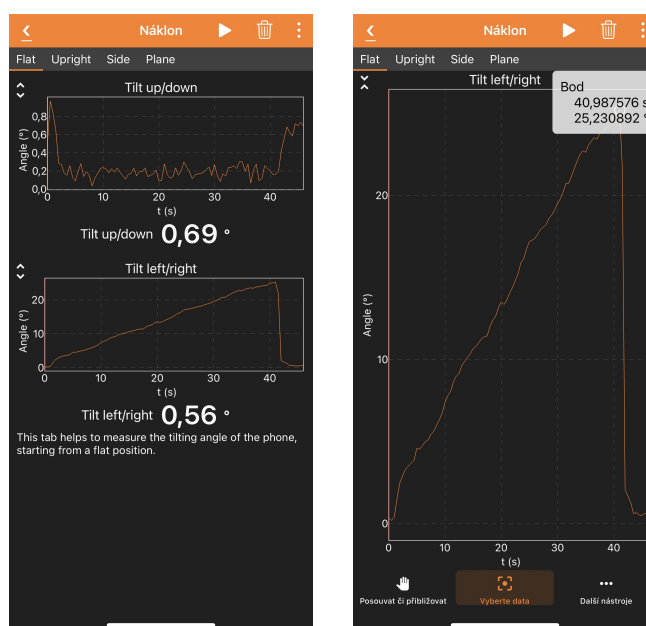 Náklon
Flat Upright Side Plane
Tilt up/down
Angle (°)
0,8
0,6
0,4
0,2
0,0
0 10 20 30 40
t (s)
Tilt up/down 0,69 °
Tilt left/right
Angle (°)
20
10
0
0 10 20 30 40
t (s)
Tilt left/right 0,56 °
This tab helps to measure the tilting angle of the phone,
starting from a flat position.
Náklon
Flat Upright Side Plane
Tilt left/right
Bod
40,987576 s
25,230892 °
Angle (°)
20
10
0
0 10 20 30 40
t (s)
Posouvat či přibližovat
Vyberte data
Další nástroje